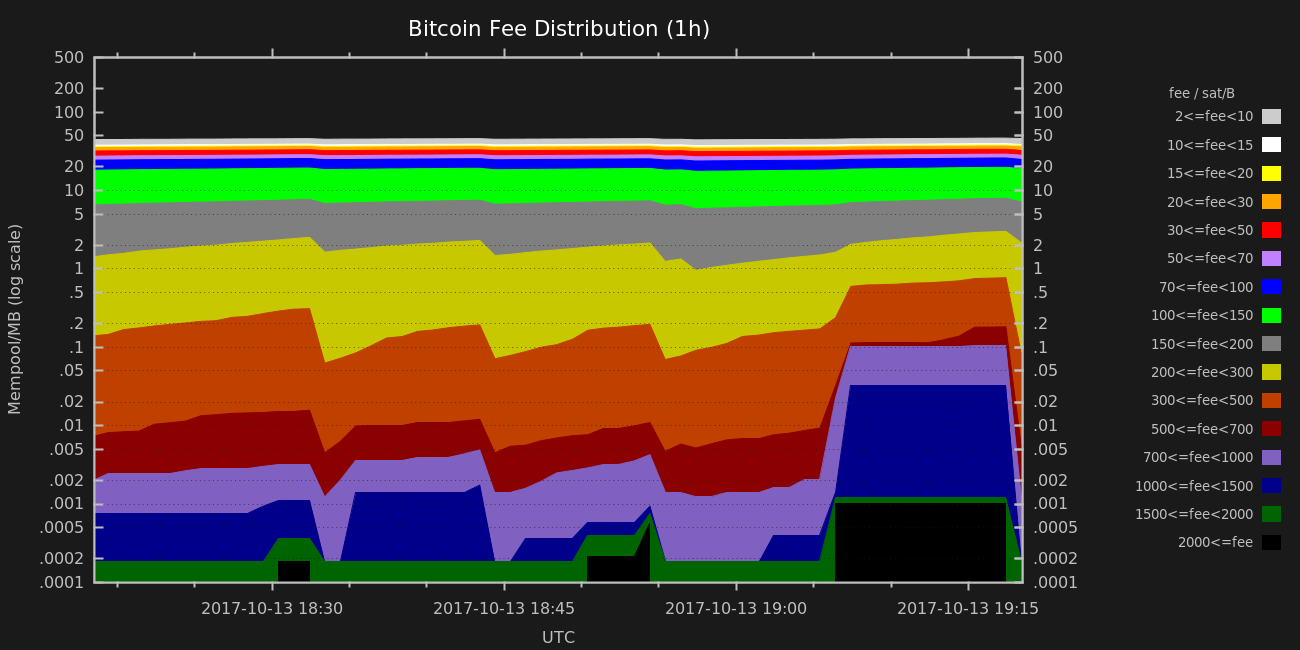 Bitcoin Fee Distribution (1h)
500 500
200 200
100 100
50 50
20 20
10 10
5 5
2 2
1 1
.5 .5
.2 .2
.1 .1
.05 .05
.02 .02
.01 .01
.005 .005
.002 .002
.001 .001
.0005 .0005
.0002 .0002
.0001 .0001
Mempool/MB (log scale)
2017-10-13 18:30 2017-10-13 18:45 2017-10-13 19:00 2017-10-13 19:15
UTC
fee / sat/B
2<=fee<10
10<=fee<15
15<=fee<20
20<=fee<30
30<=fee<50
50<=fee<70
70<=fee<100
100<=fee<150
150<=fee<200
200<=fee<300
300<=fee<500
500<=fee<700
700<=fee<1000
1000<=fee<1500
1500<=fee<2000
2000<=fee